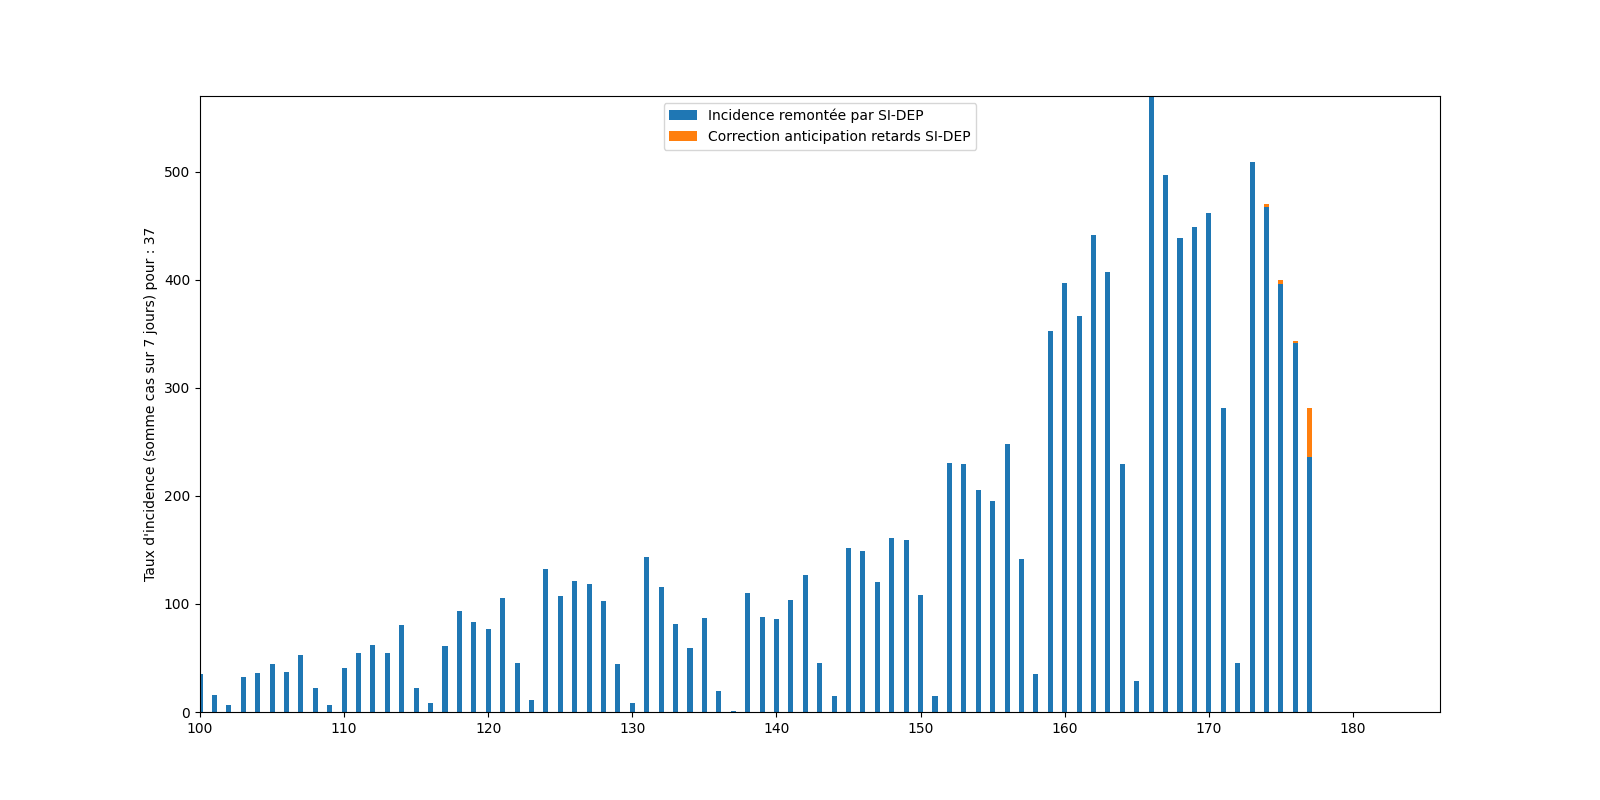 Incidence remontée par SI-DEP
Correction anticipation retards SI-DEP
Taux d'incidence (somme cas sur 7 jours) pour : 37
500
400
300
200
100
0
100 110 120 130 140 150 160 170 180